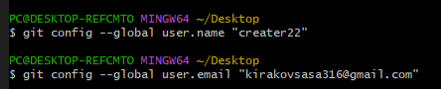 PC@DESKTOP-REFCMTO MINGW64 ~/Desktop
$ git config --global user.name "creater22"
PC@DESKTOP-REFCMTO MINGW64 ~/Desktop
$ git config --global user.email "kirakovsasa316@gmail.com"